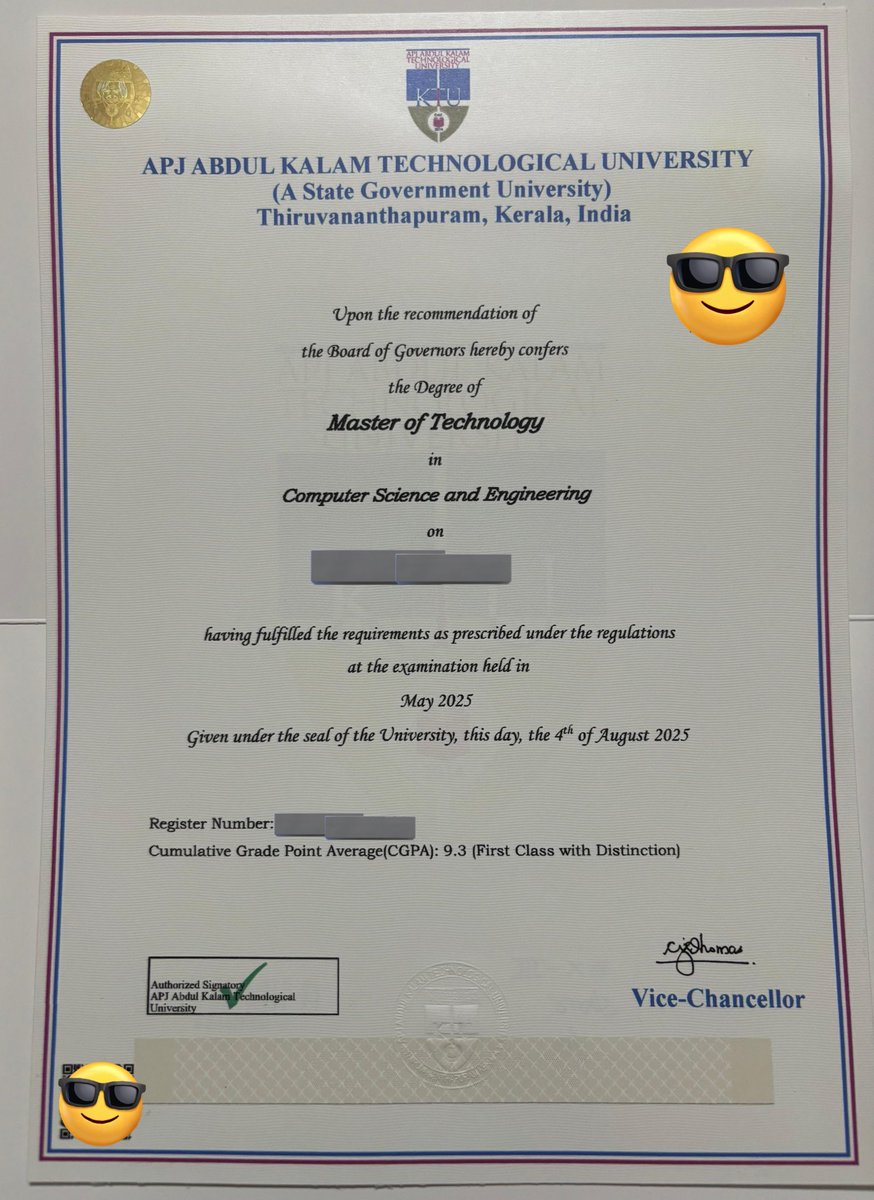 APJ ABDUL KALAM
TECHNOLOGICAL
UNIVERSITY
KTU
APJ ABDUL KALAM TECHNOLOGICAL UNIVERSITY
(A State Government University)
Thiruvananthapuram, Kerala, India
Upon the recommendation of
the Board of Governors hereby confers
the Degree of
Master of Technology
in
Computer Science and Engineering
on
having fulfilled the requirements as prescribed under the regulations
at the examination held in
May 2025
Given under the seal of the University, this day, the 4th of August 2025
Register Number:
Cumulative Grade Point Average(CGPA): 9.3 (First Class with Distinction)
Authorized Signatory
APJ Abdul Kalam Technological
University
Vice-Chancellor